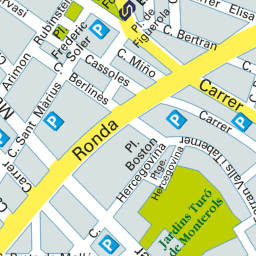 Elisa
C. Bertran
Pl. de
Figuerola
Rubinstein
Pl.
Frederic
Soler
Arimon
C. Miño
Cassoles
Berlines
Carrer
Carrer
C. Sant Marius
P
P
P
P
Ronda
Pl.
Boston
C. Hercegovina
Ptge.
Hercegovina
Jardins Turó
de Monterols
Carrer